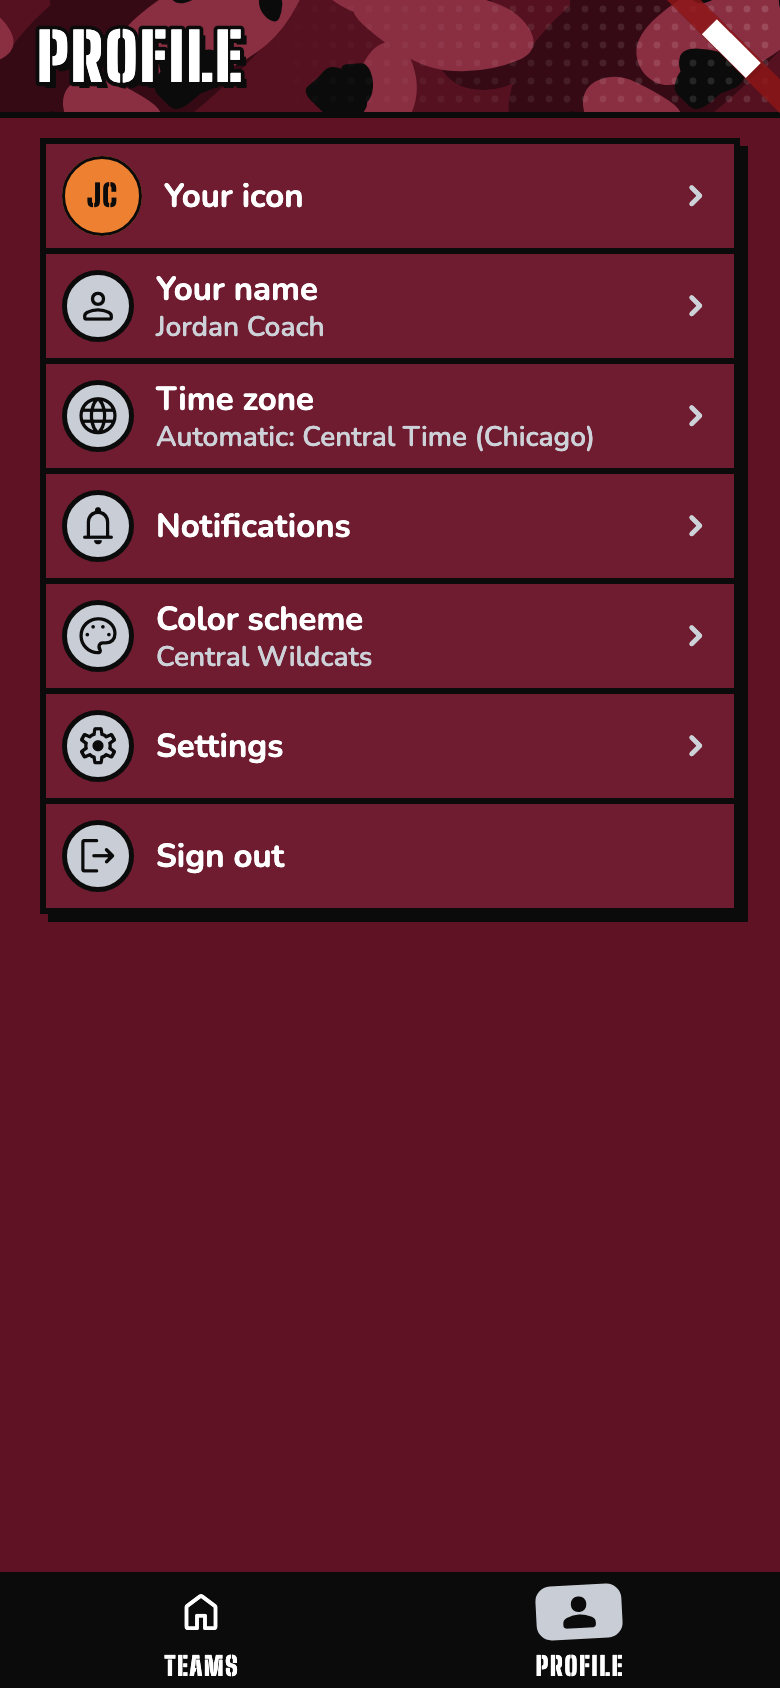 PROFILE
JC
Your icon
Your name
Jordan Coach
Time zone
Automatic: Central Time (Chicago)
Notifications
Color scheme
Central Wildcats
Settings
Sign out
TEAMS
PROFILE